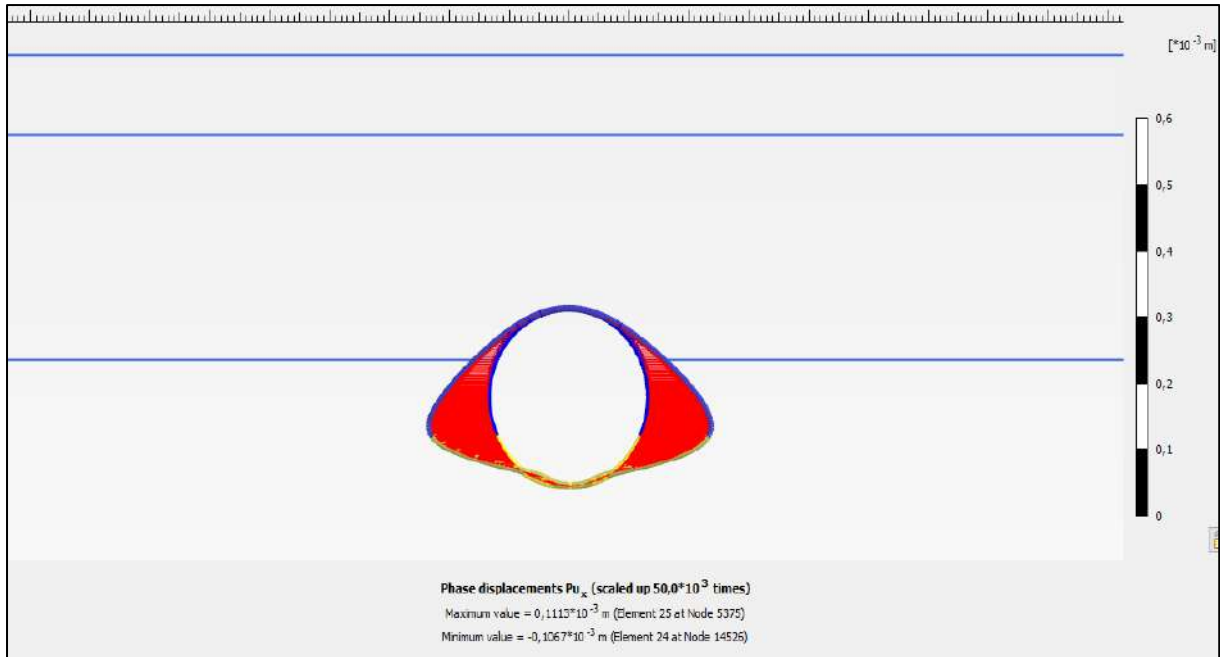 [*10⁻³ m]
0,6
0,5
0,4
0,3
0,2
0,1
0
Phase displacements Puₓ (scaled up 50,0*10³ times)
Maximum value = 0,1113*10⁻³ m (Element 25 at Node 5375)
Minimum value = -0,1067*10⁻³ m (Element 24 at Node 14526)